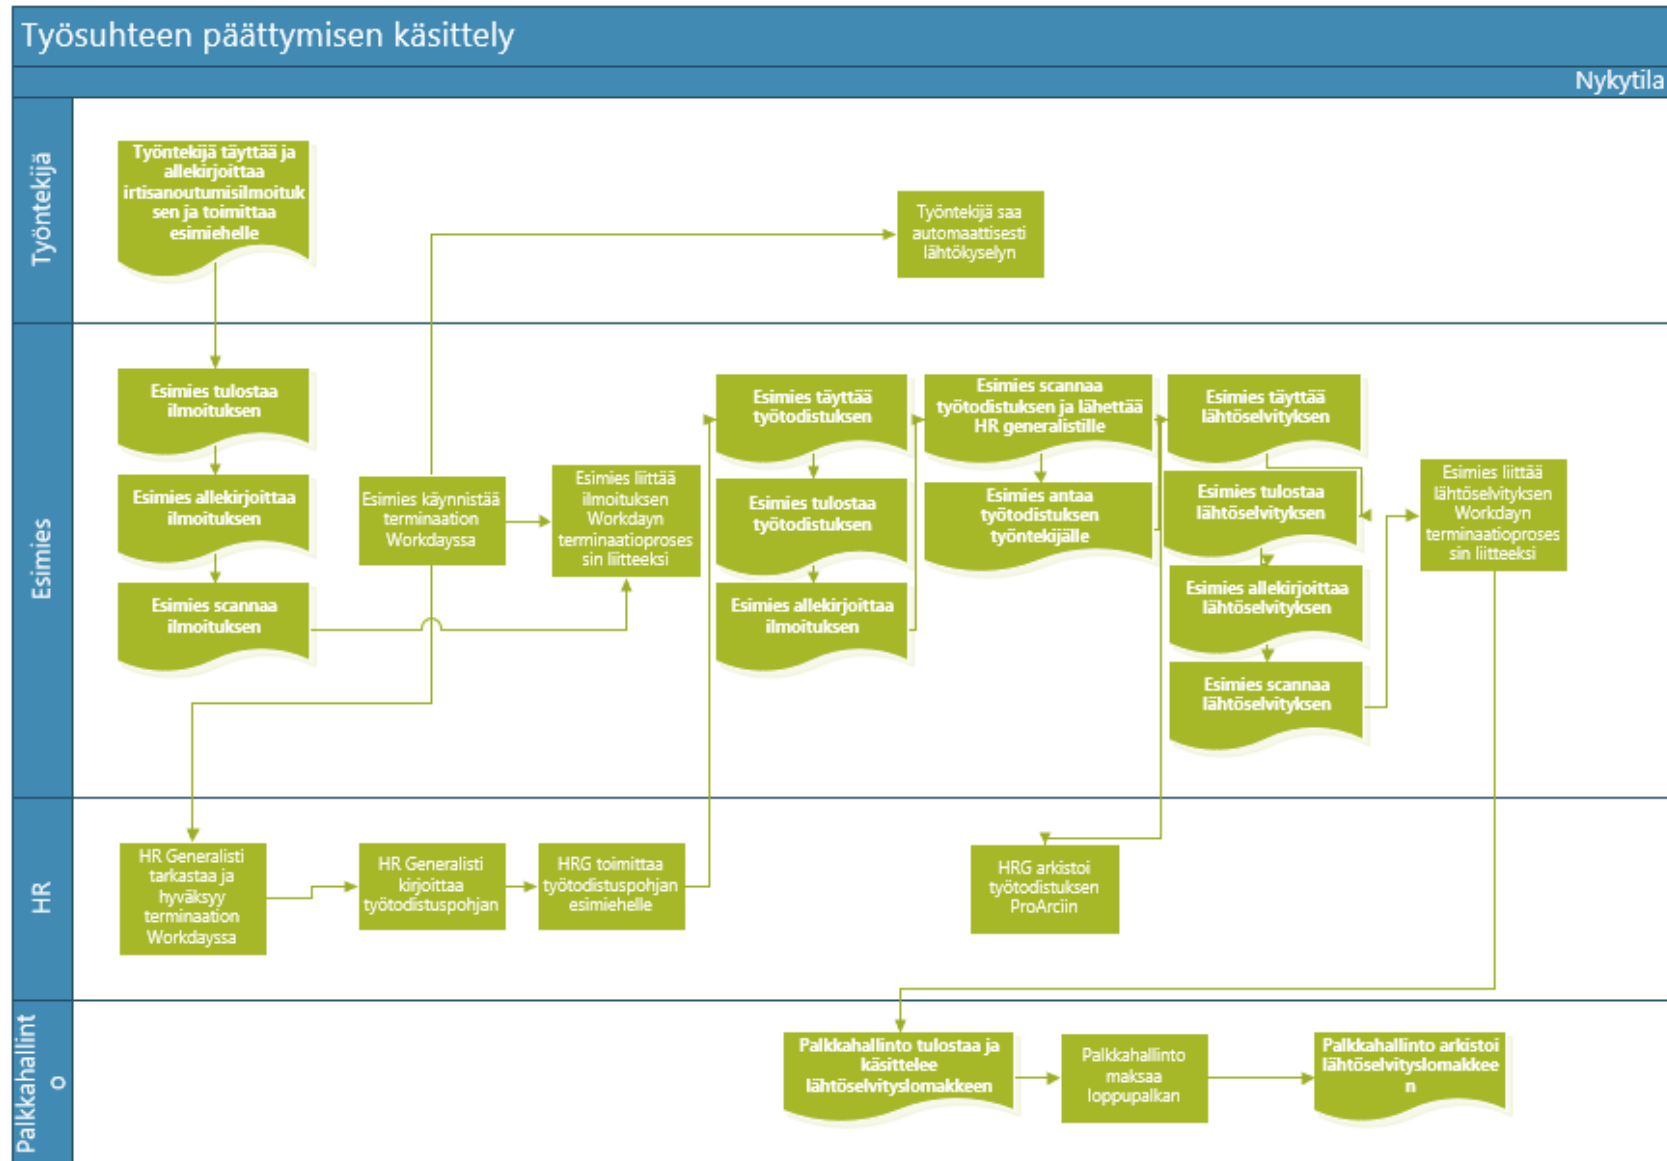 Työsuhteen päättymisen käsittely
Nykytila
Työntekijä
Työntekijä täyttää ja
allekirjoittaa
irtisanoutumisilmoituk
sen ja toimittaa
esimiehelle
Työntekijä saa
automaattisesti
lähtökyselyn
Esimies
Esimies tulostaa
ilmoituksen
Esimies allekirjoittaa
ilmoituksen
Esimies scannaa
ilmoituksen
Esimies käynnistää
terminaation
Workdayssa
Esimies liittää
ilmoituksen
Workdayn
terminaatioproses
sin liitteeksi
Esimies täyttää
työtodistuksen
Esimies tulostaa
työtodistuksen
Esimies allekirjoittaa
ilmoituksen
Esimies scannaa
työtodistuksen ja lähettää
HR generalistille
Esimies antaa
työtodistuksen
työntekijälle
Esimies täyttää
lähtöselvityksen
Esimies tulostaa
lähtöselvityksen
Esimies allekirjoittaa
lähtöselvityksen
Esimies scannaa
lähtöselvityksen
Esimies liittää
lähtöselvityksen
Workdayn
terminaatioproses
sin liitteeksi
HR
HR Generalisti
tarkastaa ja
hyväksyy
terminaation
Workdayssa
HR Generalisti
kirjoittaa
työtodistuspohjan
HRG toimittaa
työtodistuspohjan
esimiehelle
HRG arkistoi
työtodistuksen
ProArciin
Palkkahallint
o
Palkkahallinto tulostaa ja
käsittelee
lähtöselvityslomakkeen
Palkkahallinto
maksaa
loppupalkan
Palkkahallinto arkistoi
lähtöselvityslomakkee
n